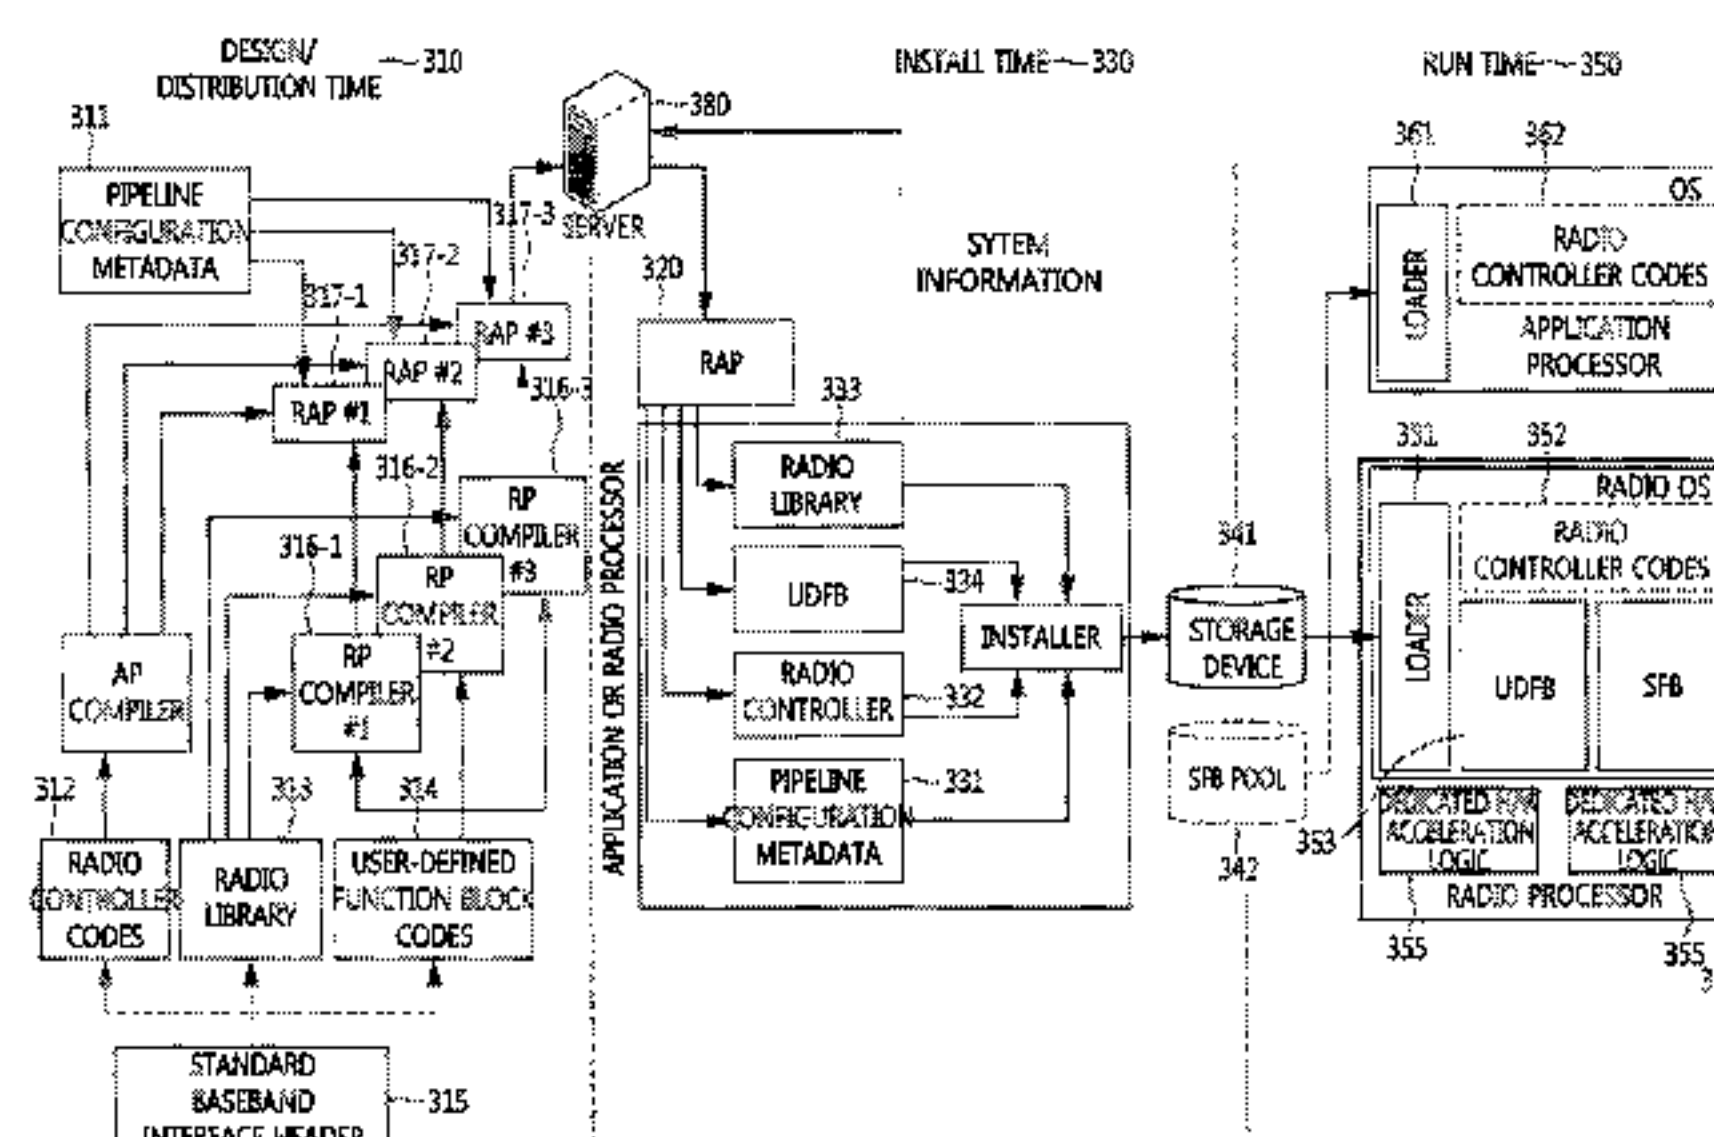 DESIGN/
DISTRIBUTION TIME
310
INSTALL TIME
330
RUN TIME
350
311
380
361
362
PIPELINE
CONFIGURATION
METADATA
317-3
SERVER
OS
317-2
317-1
320
SYTEM
INFORMATION
LOADER
RADIO
CONTROLLER CODES
APPLICATION
PROCESSOR
RAP #3
RAP #2
RAP #1
RAP
316-3
333
316-2
351
352
RADIO
LIBRARY
RADIO OS
RP
COMPILER
#3
316-1
RP
COMPILER
#2
RP
COMPILER
#1
APPLICATION OR RADIO PROCESSOR
UDFB
334
INSTALLER
341
STORAGE
DEVICE
RADIO
CONTROLLER CODES
LOADER
UDFB
SFB
AP
COMPILER
RADIO
CONTROLLER
332
PIPELINE
CONFIGURATION
METADATA
331
SFB POOL
342
353
DEDICATED H/W
ACCELERATION
LOGIC
DEDICATED H/W
ACCELERATION
LOGIC
RADIO PROCESSOR
355
355
312
313
314
RADIO
CONTROLLER
CODES
RADIO
LIBRARY
USER-DEFINED
FUNCTION BLOCK
CODES
STANDARD
BASEBAND
INTERFACE HEADER
315